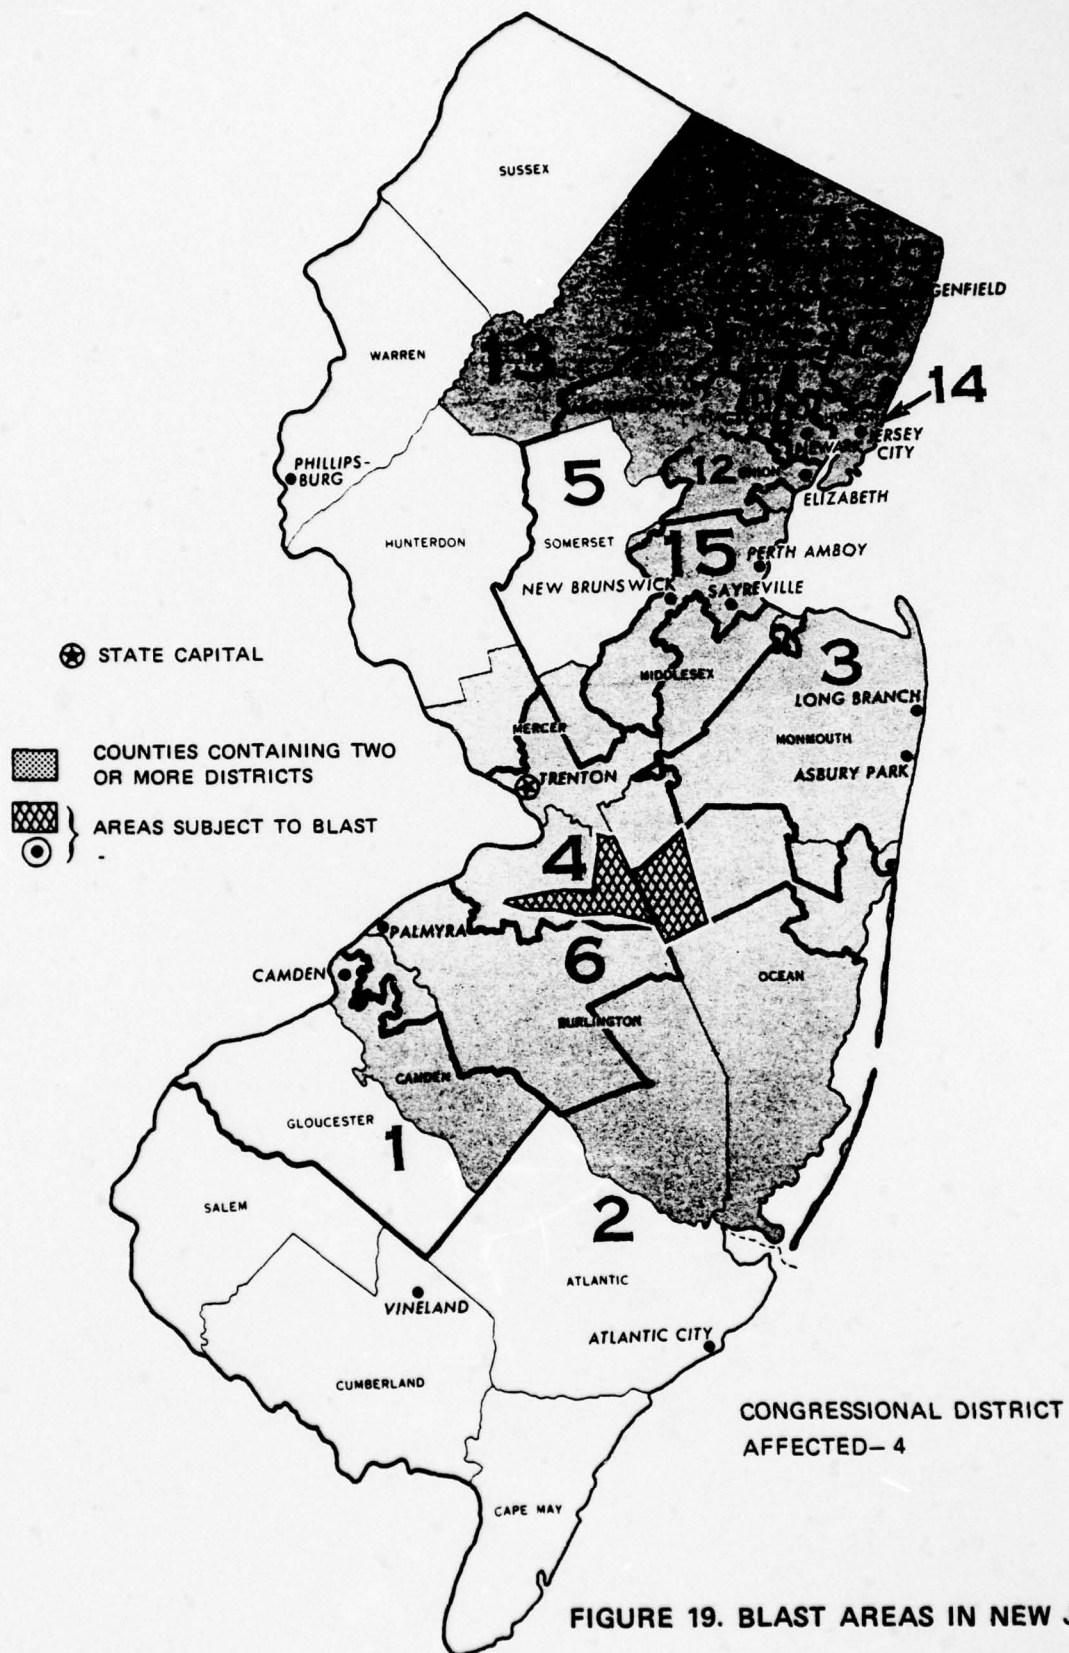 SUSSEX
GENFIELD
13
WARREN
14
JERSEY
CITY
NEWARK
PHILLIPS-
BURG
12
ELIZABETH
5
HUNTERDON
SOMERSET
15
PERTH AMBOY
NEW BRUNSWICK
SAYREVILLE
STATE CAPITAL
MIDDLESEX
3
LONG BRANCH
MERCER
MONMOUTH
COUNTIES CONTAINING TWO
OR MORE DISTRICTS
TRENTON
ASBURY PARK
AREAS SUBJECT TO BLAST
4
PALMYRA
6
CAMDEN
OCEAN
BURLINGTON
CAMDEN
GLOUCESTER
1
SALEM
2
ATLANTIC
VINELAND
ATLANTIC CITY
CUMBERLAND
CONGRESSIONAL DISTRICT
AFFECTED– 4
CAPE MAY
FIGURE 19. BLAST AREAS IN NEW J